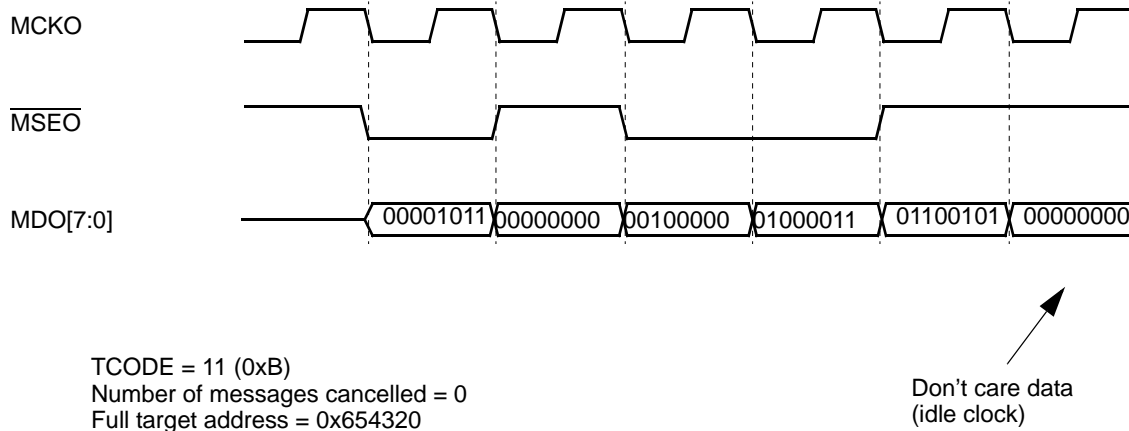 MCKO
MSEO
MDO[7:0]
00001011 00000000 00100000 01000011 01100101 00000000
TCODE = 11 (0xB)
Number of messages cancelled = 0
Full target address = 0x654320
Don't care data
(idle clock)